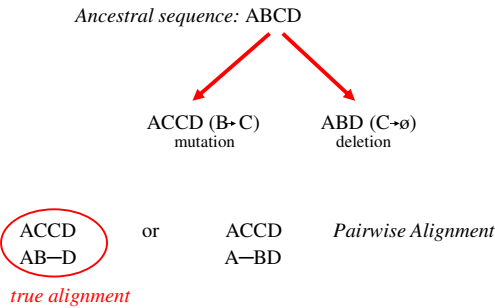 Ancestral sequence: ABCD
ACCD (B→C) ABD (C→ø)
mutation deletion
ACCD or ACCD Pairwise Alignment
AB─D A─BD
true alignment